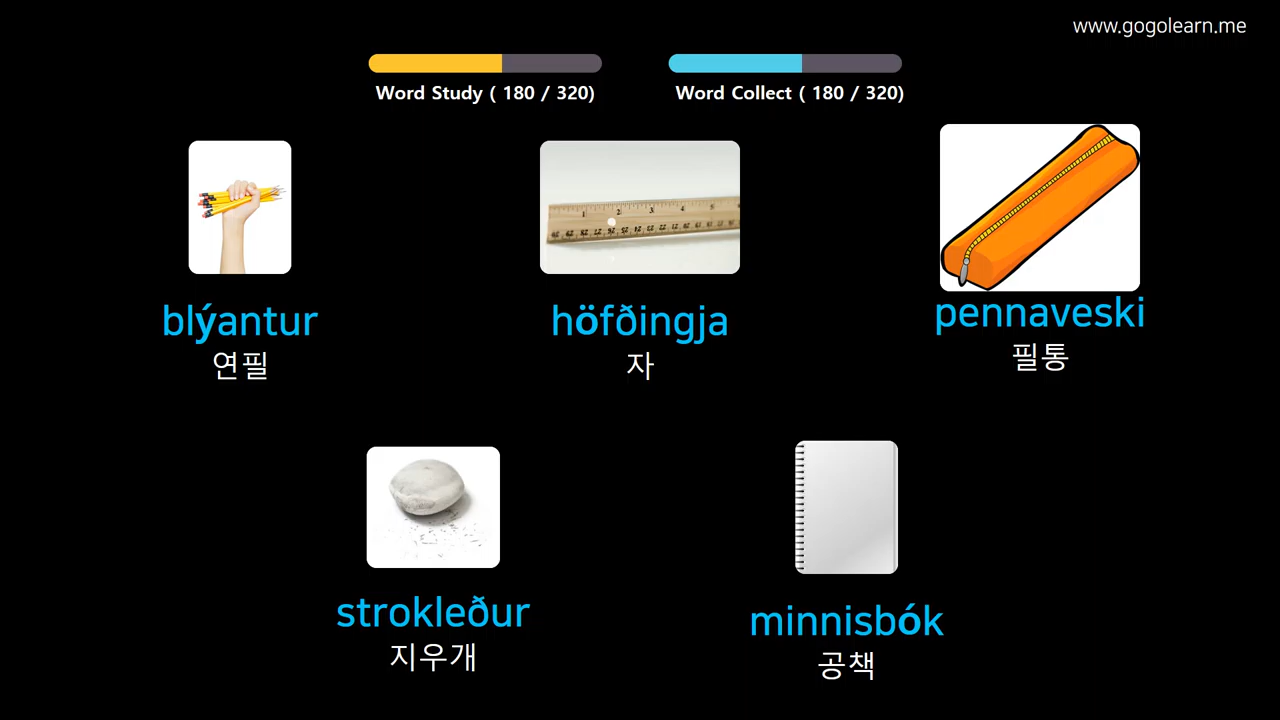 www.gogolearn.me
Word Study ( 180 / 320)
Word Collect ( 180 / 320)
blýantur
연필
höfðingja
자
pennaveski
필통
strokleður
지우개
minnisbók
공책